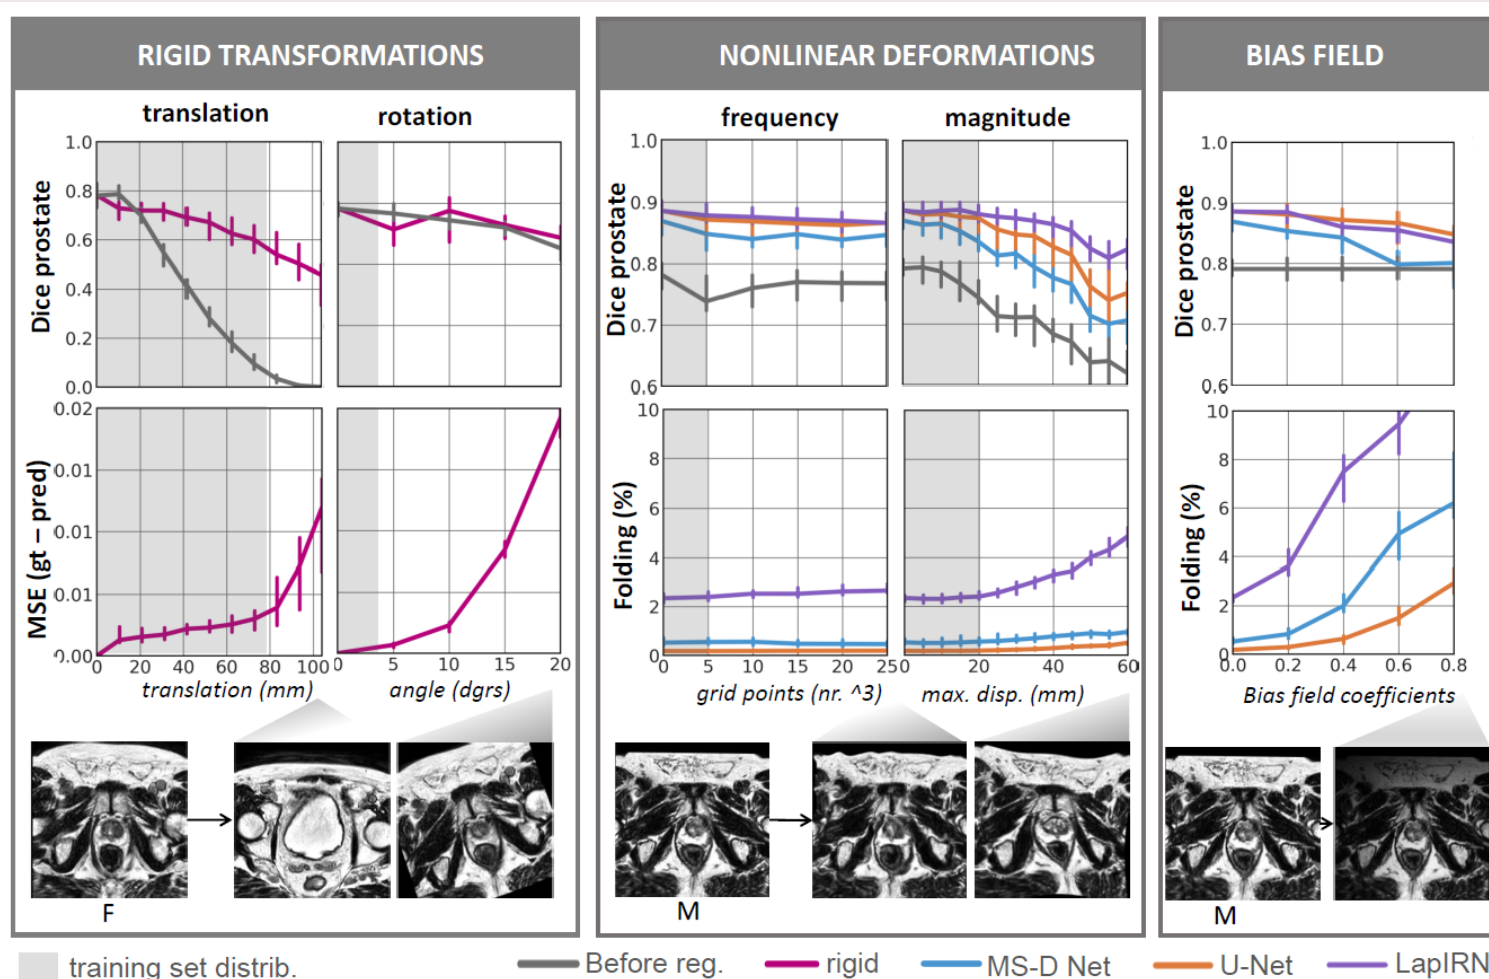 RIGID TRANSFORMATIONS
translation
rotation
Dice prostate
1.0
0.8
0.6
0.4
0.2
0.0
MSE (gt – pred)
0.02
0.01
0.01
0.01
0.00
0 20 40 60 80 100
0 5 10 15 20
translation (mm)
angle (dgrs)
F
NONLINEAR DEFORMATIONS
frequency
magnitude
Dice prostate
1.0
0.9
0.8
0.7
0.6
Folding (%)
10
8
6
4
2
0
0 5 10 15 20 25
0 20 40 60
grid points (nr. ^3)
max. disp. (mm)
M
BIAS FIELD
Dice prostate
1.0
0.9
0.8
0.7
0.6
Folding (%)
10
8
6
4
2
0
0.0 0.2 0.4 0.6 0.8
Bias field coefficients
M
training set distrib.
Before reg.
rigid
MS-D Net
U-Net
LapIRN